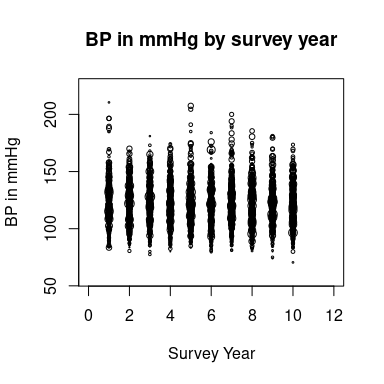 BP in mmHg by survey year
BP in mmHg
200
150
100
50
0 2 4 6 8 10 12
Survey Year